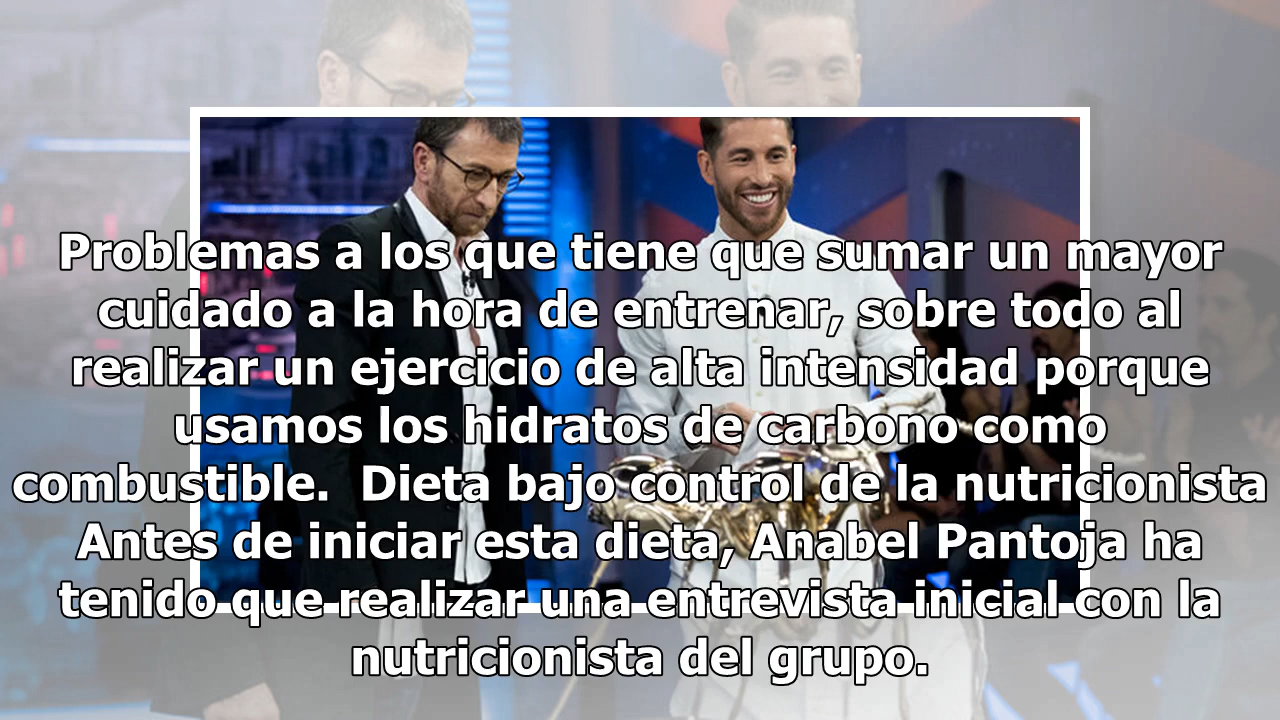 Problemas a los que tiene que sumar un mayor
cuidado a la hora de entrenar, sobre todo al
realizar un ejercicio de alta intensidad porque
usamos los hidratos de carbono como
combustible.  Dieta bajo control de la nutricionista
Antes de iniciar esta dieta, Anabel Pantoja ha
tenido que realizar una entrevista inicial con la
nutricionista del grupo.